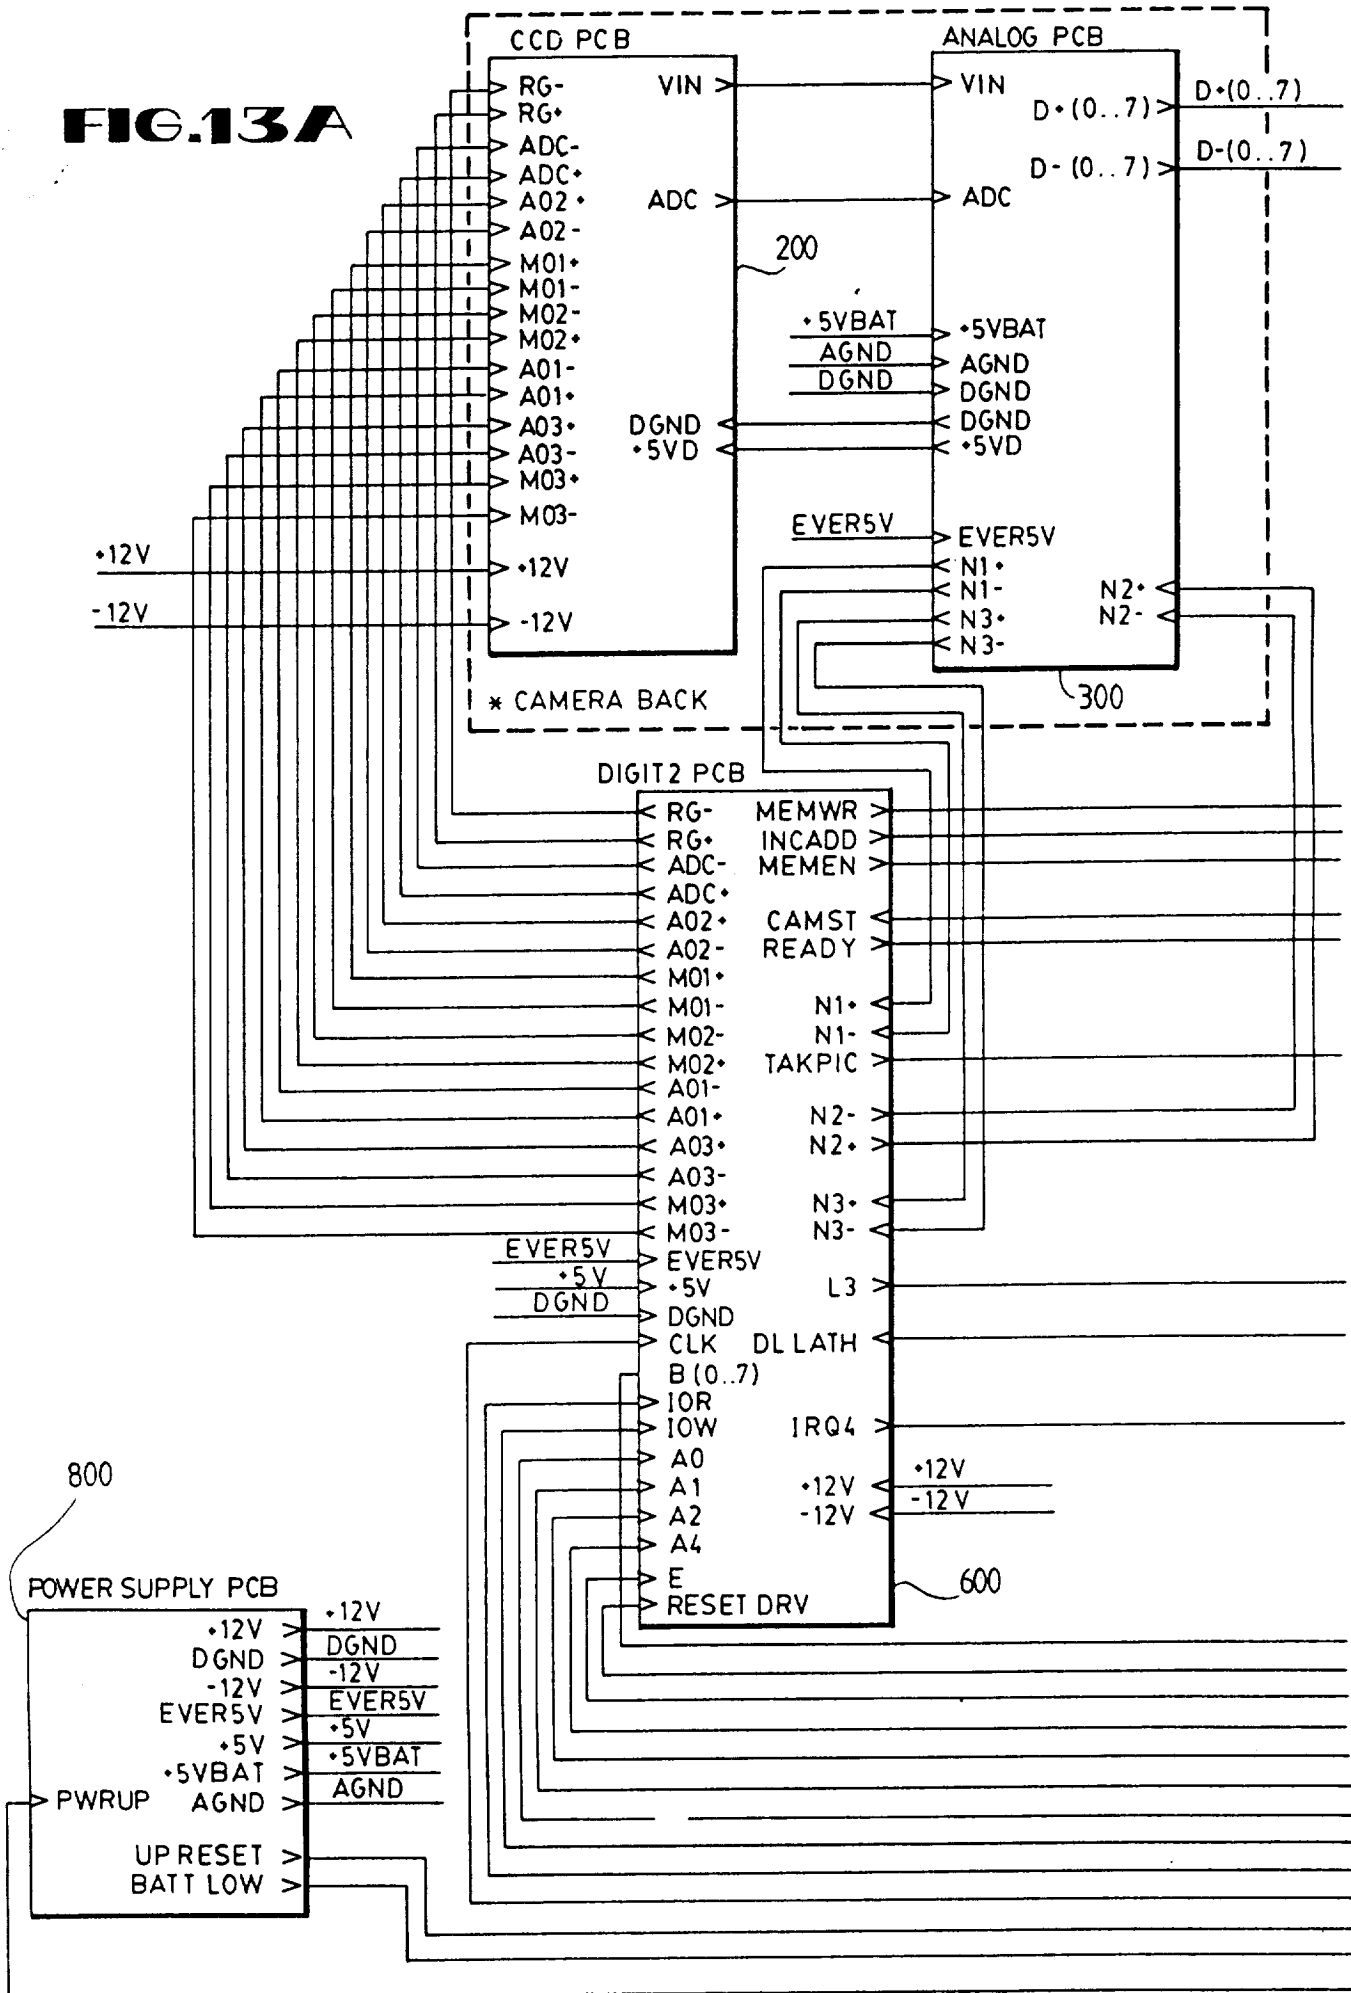 FIG.13A
CCD PCB
RG-
RG+
ADC-
ADC+
A02+
A02-
M01+
M01-
M02-
M02+
A01-
A01+
A03+
A03-
M03+
M03-
+12V
-12V
VIN
ADC
DGND
+5VD
200
+12V
-12V
* CAMERA BACK
ANALOG PCB
VIN
ADC
+5VBAT
AGND
DGND
DGND
+5VD
EVER5V
N1+
N1-
N3+
N3-
D+(0..7)
D-(0..7)
N2+
N2-
D+(0..7)
D-(0..7)
+5VBAT
AGND
DGND
EVER5V
300
DIGIT2 PCB
RG-
RG+
ADC-
ADC+
A02+
A02-
M01+
M01-
M02-
M02+
A01-
A01+
A03+
A03-
M03+
M03-
EVER5V
+5V
DGND
CLK
B(0..7)
IOR
IOW
A0
A1
A2
A4
E
RESET DRV
MEMWR
INCADD
MEMEN
CAMST
READY
N1+
N1-
TAKPIC
N2-
N2+
N3+
N3-
L3
DLLATH
IRQ4
+12V
-12V
EVER5V
+5V
DGND
+12V
-12V
600
800
POWER SUPPLY PCB
+12V
DGND
-12V
EVER5V
+5V
+5VBAT
AGND
PWRUP
UP RESET
BATT LOW
+12V
DGND
-12V
EVER5V
+5V
+5VBAT
AGND